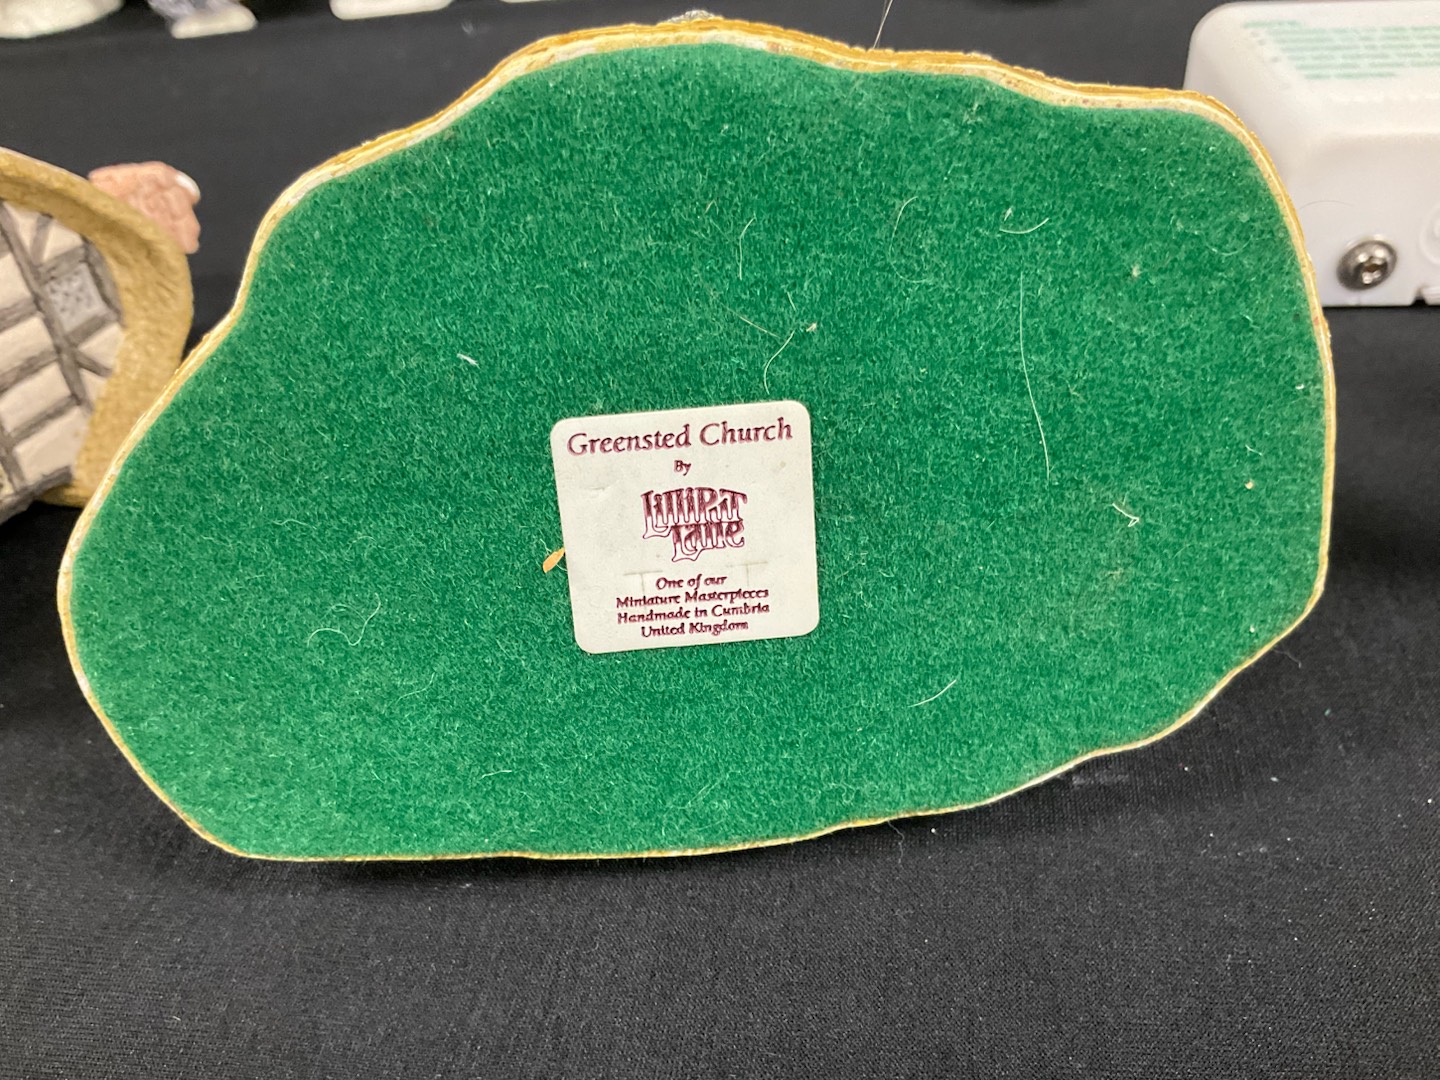 Greensted Church
By
Lilliput
Lane
One of our
Miniature Masterpieces
Handmade in Cumbria
United Kingdom